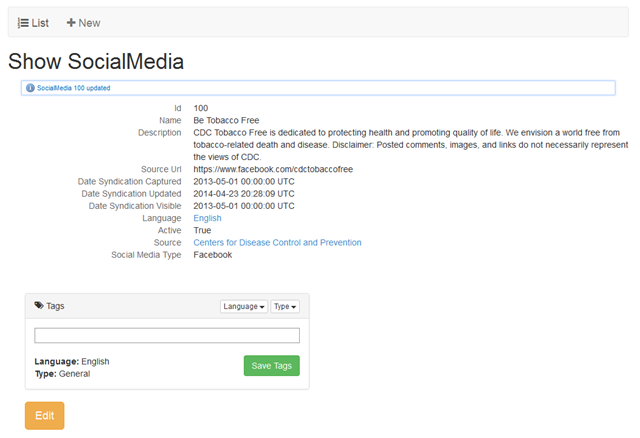 List New
Show SocialMedia
SocialMedia 100 updated
Id 100
Name Be Tobacco Free
Description CDC Tobacco Free is dedicated to protecting health and promoting quality of life. We envision a world free from
tobacco-related death and disease. Disclaimer: Posted comments, images, and links do not necessarily represent
the views of CDC.
Source Url https://www.facebook.com/cdctobaccofree
Date Syndication Captured 2013-05-01 00:00:00 UTC
Date Syndication Updated 2014-04-23 20:28:09 UTC
Date Syndication Visible 2013-05-01 00:00:00 UTC
Language English
Active True
Source Centers for Disease Control and Prevention
Social Media Type Facebook
Tags Language Type
Language: English
Type: General
Save Tags
Edit